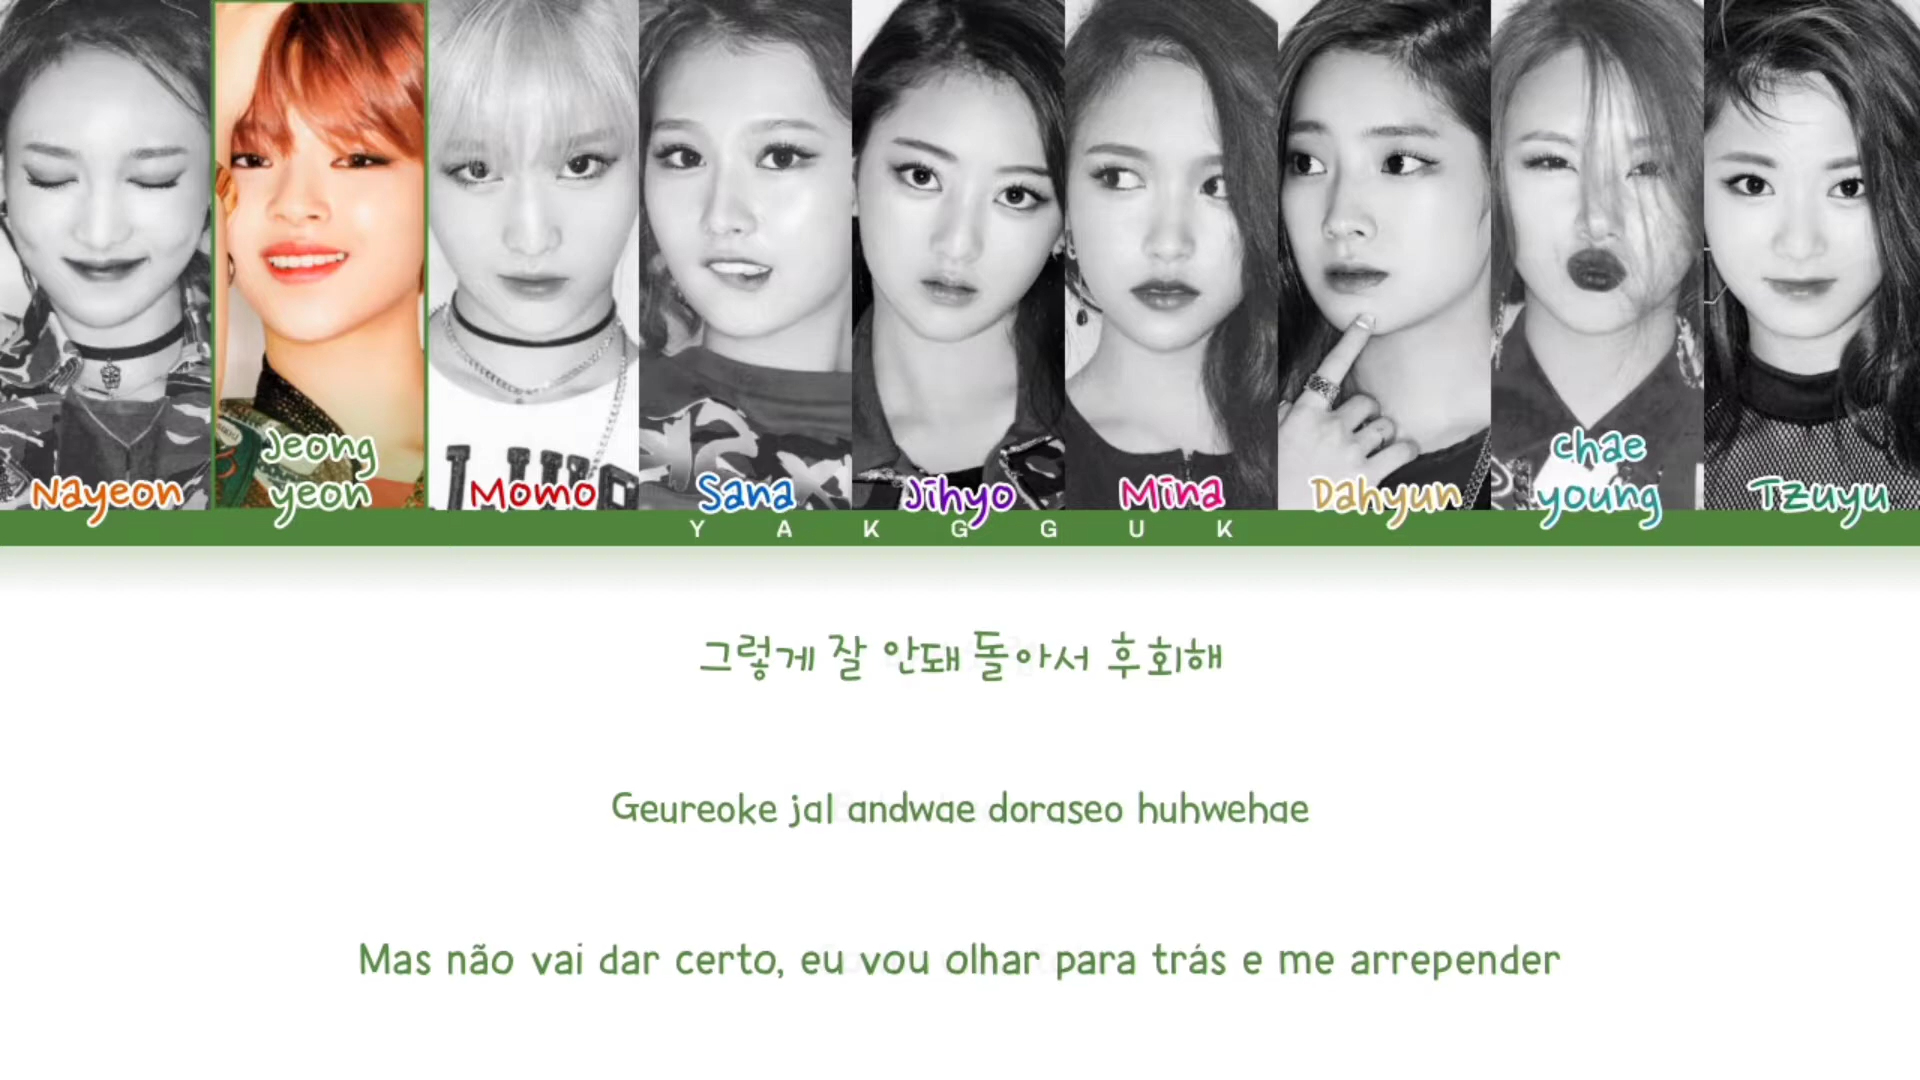 Nayeon
Jeong
yeon
Momo
Sana
Jihyo
Mina
Dahyun
chae
young
Tzuyu
YAKGGUK
그렇게 잘 안돼 돌아서 후회해
Geureoke jal andwae doraseo huhwehae
Mas não vai dar certo, eu vou olhar para trás e me arrepender